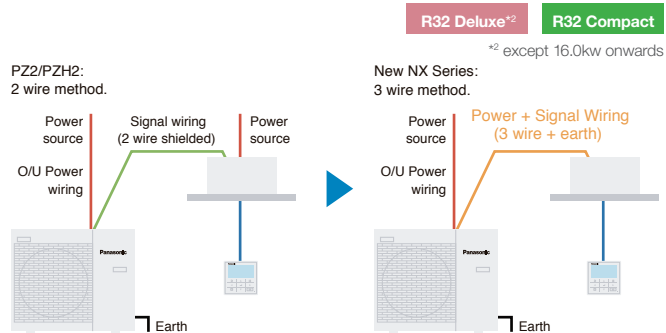 R32 Deluxe*2 R32 Compact
*2 except 16.0kw onwards
PZ2/PZH2:
2 wire method.
Power
source
Signal wiring
(2 wire shielded)
Power
source
O/U Power
wiring
Panasonic
Earth
New NX Series:
3 wire method.
Power
source
Power + Signal Wiring
(3 wire + earth)
O/U Power
wiring
Panasonic
Earth